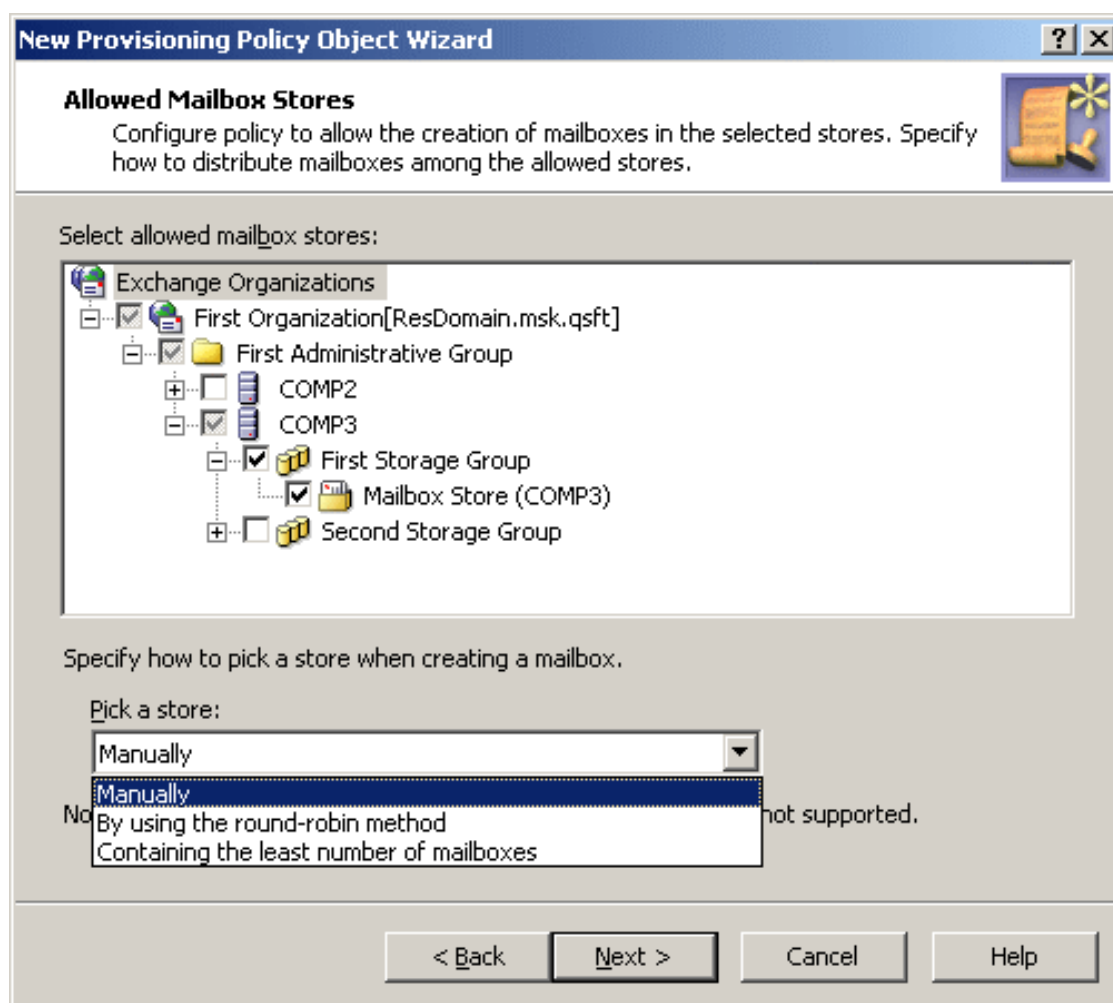 New Provisioning Policy Object Wizard
Allowed Mailbox Stores
Configure policy to allow the creation of mailboxes in the selected stores. Specify
how to distribute mailboxes among the allowed stores.
Select allowed mailbox stores:
Exchange Organizations
First Organization[ResDomain.msk.qsft]
First Administrative Group
COMP2
COMP3
First Storage Group
Mailbox Store (COMP3)
Second Storage Group
Specify how to pick a store when creating a mailbox.
Pick a store:
Manually
Manually
By using the round-robin method
Containing the least number of mailboxes
not supported.
< Back
Next >
Cancel
Help